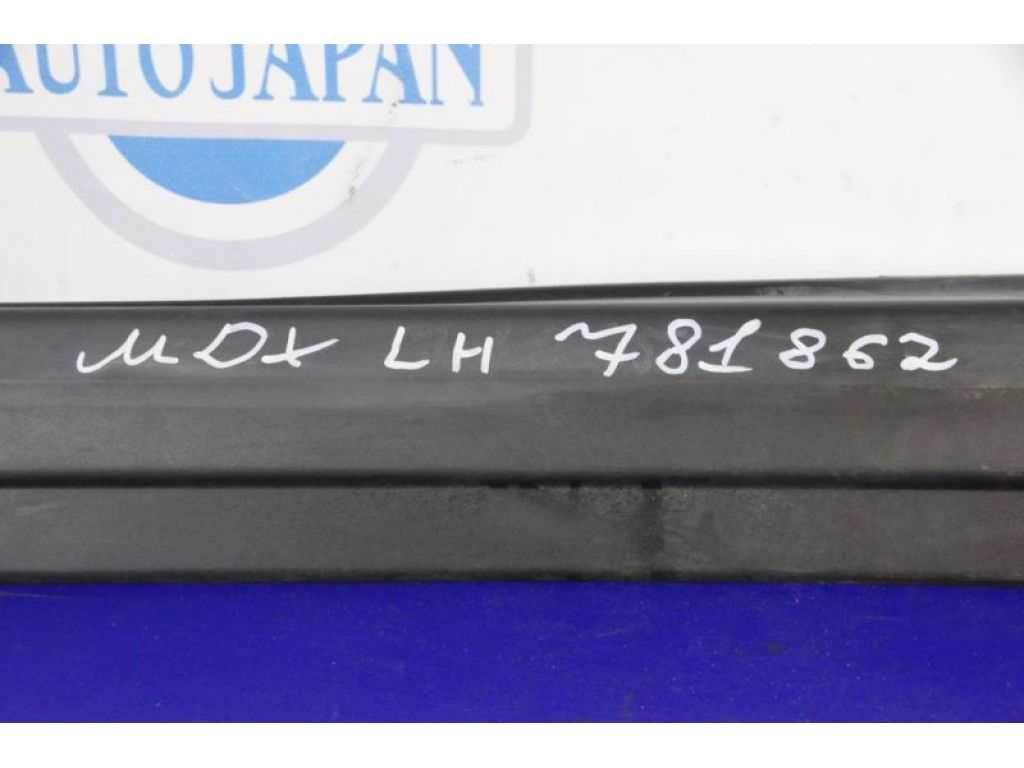 AUTO JAPAN
MDX LH 781862